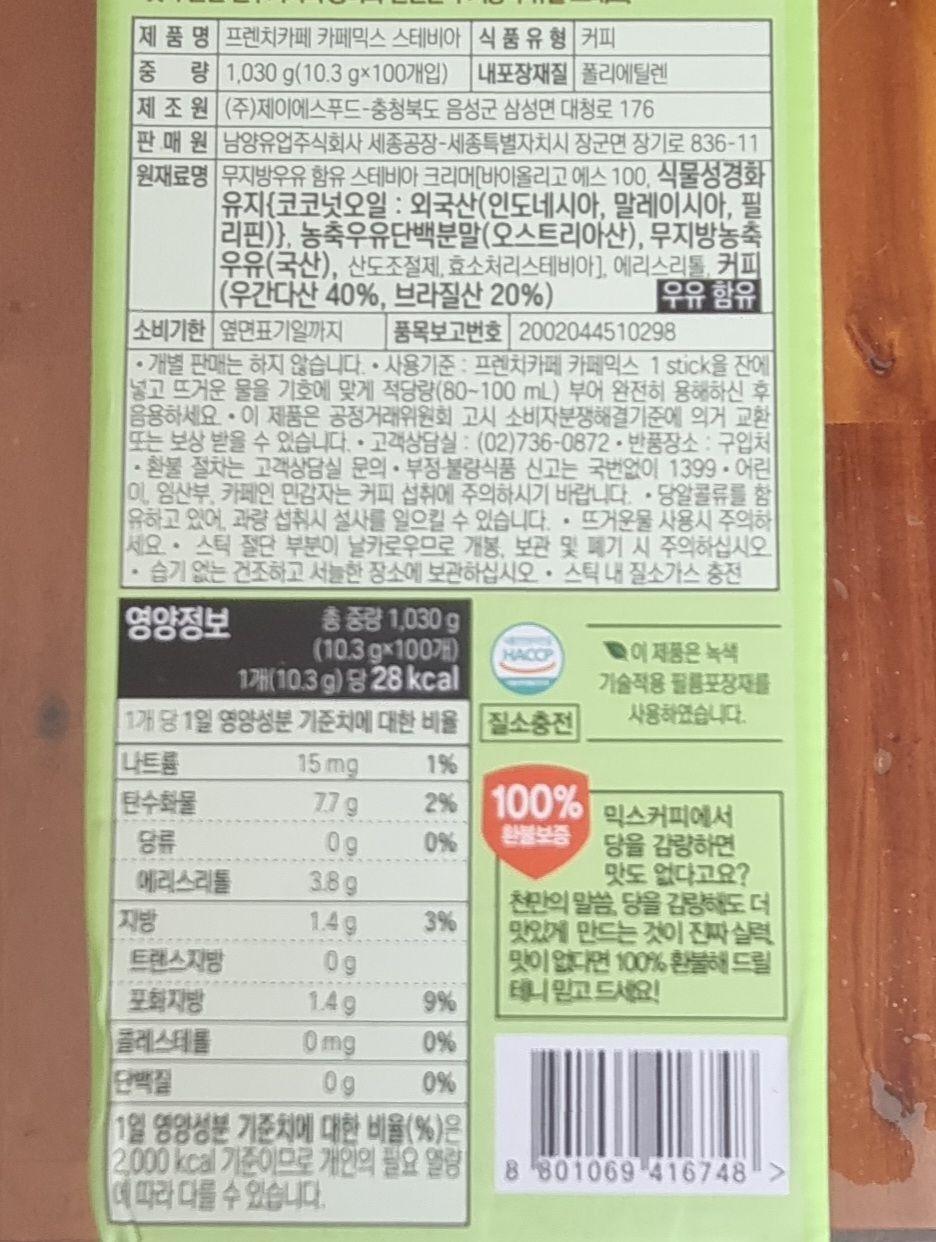 제 품 명 프렌치카페 카페믹스 스테비아 식 품 유 형 커피
중 량 1,030 g(10.3 g×100개입) 내포장재질 폴리에틸렌
제 조 원 (주)제이에스푸드-충청북도 음성군 삼성면 대청로 176
판 매 원 남양유업주식회사 세종공장-세종특별자치시 장군면 장기로 836-11
원재료명 무지방우유 함유 스테비아 크리머[바이올리고 에스 100, 식물성경화
유지{코코넛오일 : 외국산(인도네시아, 말레이시아, 필
리핀)}, 농축우유단백분말(오스트리아산), 무지방농축
우유(국산), 산도조절제, 효소처리스테비아], 에리스리톨, 커피
(우간다산 40%, 브라질산 20%) 우유 함유
소비기한 옆면표기일까지 품목보고번호 2002044510298
• 개별 판매는 하지 않습니다. • 사용기준 : 프렌치카페 카페믹스 1 stick을 잔에
넣고 뜨거운 물을 기호에 맞게 적당량(80~100 mL) 부어 완전히 용해하신 후
음용하세요. • 이 제품은 공정거래위원회 고시 소비자분쟁해결기준에 의거 교환
또는 보상 받을 수 있습니다. • 고객상담실 : (02)736-0872 • 반품장소 : 구입처
• 환불 절차는 고객상담실 문의 • 부정·불량식품 신고는 국번없이 1399 • 어린
이, 임산부, 카페인 민감자는 커피 섭취에 주의하시기 바랍니다. • 당알콜류를 함
유하고 있어, 과량 섭취시 설사를 일으킬 수 있습니다. • 뜨거운물 사용시 주의하
세요. • 스틱 절단 부분이 날카로우므로 개봉, 보관 및 폐기 시 주의하십시오.
• 습기 없는 건조하고 서늘한 장소에 보관하십시오 • 스틱 내 질소가스 충전
영양정보 총 중량 1,030 g
(10.3 g×100개)
1개(10.3 g) 당 28 kcal
1개 당 1일 영양성분 기준치에 대한 비율
나트륨 15 mg 1%
탄수화물 7.7 g 2%
당류 0 g 0%
에리스리톨 3.8 g
지방 1.4 g 3%
트랜스지방 0 g
포화지방 1.4 g 9%
콜레스테롤 0 mg 0%
단백질 0 g 0%
1일 영양성분 기준치에 대한 비율(%)은
2,000 kcal 기준이므로 개인의 필요 열량
에 따라 다를 수 있습니다.
HACCP
질소충전
이 제품은 녹색
기술적용 필름포장재를
사용하였습니다.
100%
환불보증
믹스커피에서
당을 감량하면
맛도 없다고요?
천만의 말씀, 당을 감량해도 더
맛있게 만드는 것이 진짜 실력.
맛이 없다면 100% 환불해 드릴
테니 믿고 드세요!
8 801069 416748 >